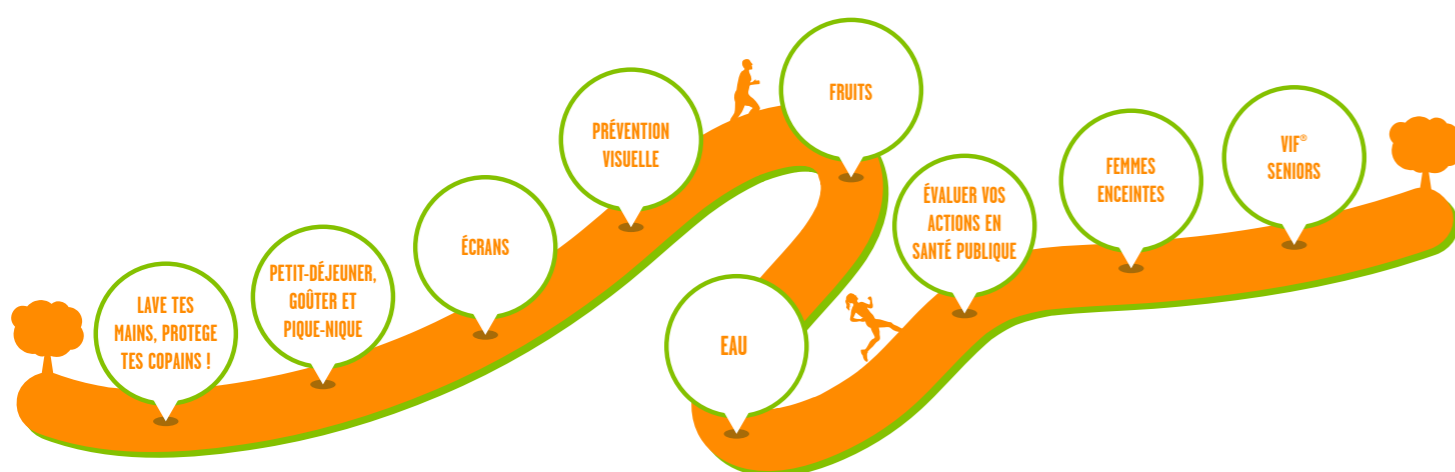 LAVE TES
MAINS, PROTEGE
TES COPAINS !
PETIT-DÉJEUNER,
GOÛTER ET
PIQUE-NIQUE
ÉCRANS
PRÉVENTION
VISUELLE
FRUITS
EAU
ÉVALUER VOS
ACTIONS EN
SANTÉ PUBLIQUE
FEMMES
ENCEINTES
VIF®
SENIORS